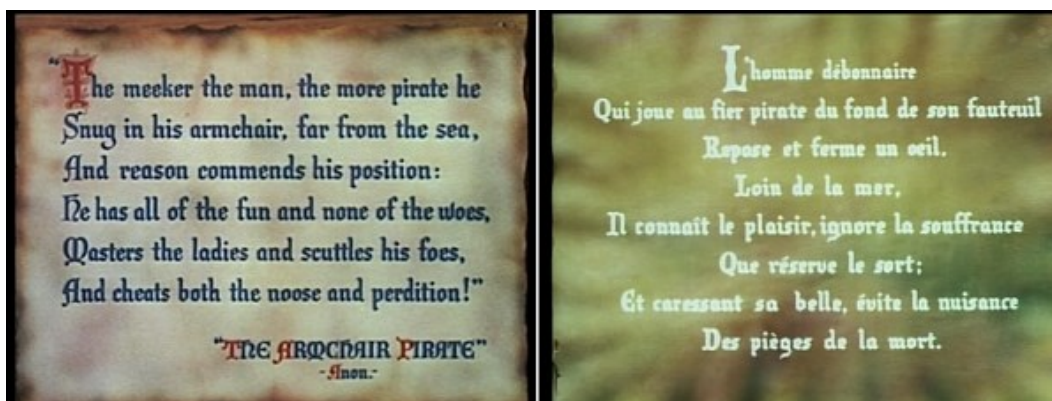 “The meeker the man, the more pirate he
Snug in his armchair, far from the sea,
And reason commends his position:
He has all of the fun and none of the woes,
Masters the ladies and scuttles his foes,
And cheats both the noose and perdition!”
“THE ARMCHAIR PIRATE”
-Anon.-
L'homme débonnaire
Qui joue au fier pirate du fond de son fauteuil
Repose et ferme un oeil.
Loin de la mer,
Il connaît le plaisir, ignore la souffrance
Que réserve le sort;
Et caressant sa belle, évite la nuisance
Des pièges de la mort.